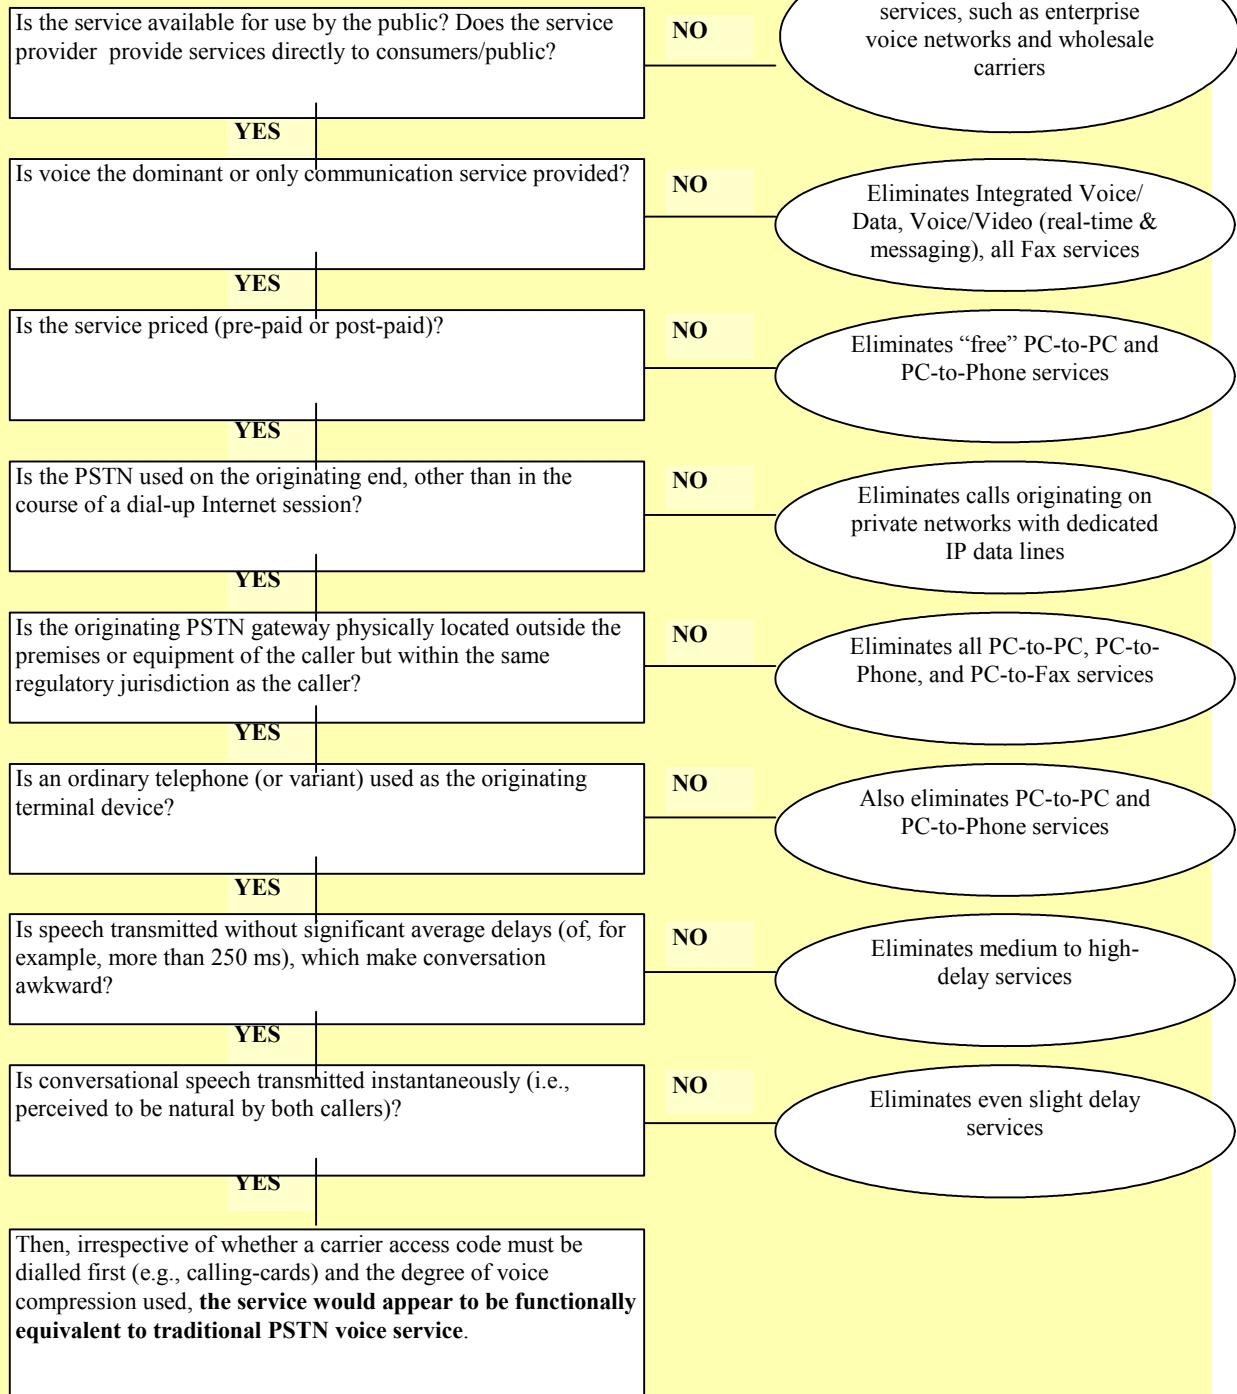 Is the service available for use by the public? Does the service
provider provide services directly to consumers/public?
NO
services, such as enterprise
voice networks and wholesale
carriers
YES
Is voice the dominant or only communication service provided?
NO
Eliminates Integrated Voice/
Data, Voice/Video (real-time &
messaging), all Fax services
YES
Is the service priced (pre-paid or post-paid)?
NO
Eliminates “free” PC-to-PC and
PC-to-Phone services
YES
Is the PSTN used on the originating end, other than in the
course of a dial-up Internet session?
NO
Eliminates calls originating on
private networks with dedicated
IP data lines
YES
Is the originating PSTN gateway physically located outside the
premises or equipment of the caller but within the same
regulatory jurisdiction as the caller?
NO
Eliminates all PC-to-PC, PC-to-
Phone, and PC-to-Fax services
YES
Is an ordinary telephone (or variant) used as the originating
terminal device?
NO
Also eliminates PC-to-PC and
PC-to-Phone services
YES
Is speech transmitted without significant average delays (of, for
example, more than 250 ms), which make conversation
awkward?
NO
Eliminates medium to high-
delay services
YES
Is conversational speech transmitted instantaneously (i.e.,
perceived to be natural by both callers)?
NO
Eliminates even slight delay
services
YES
Then, irrespective of whether a carrier access code must be
dialled first (e.g., calling-cards) and the degree of voice
compression used, the service would appear to be functionally
equivalent to traditional PSTN voice service.